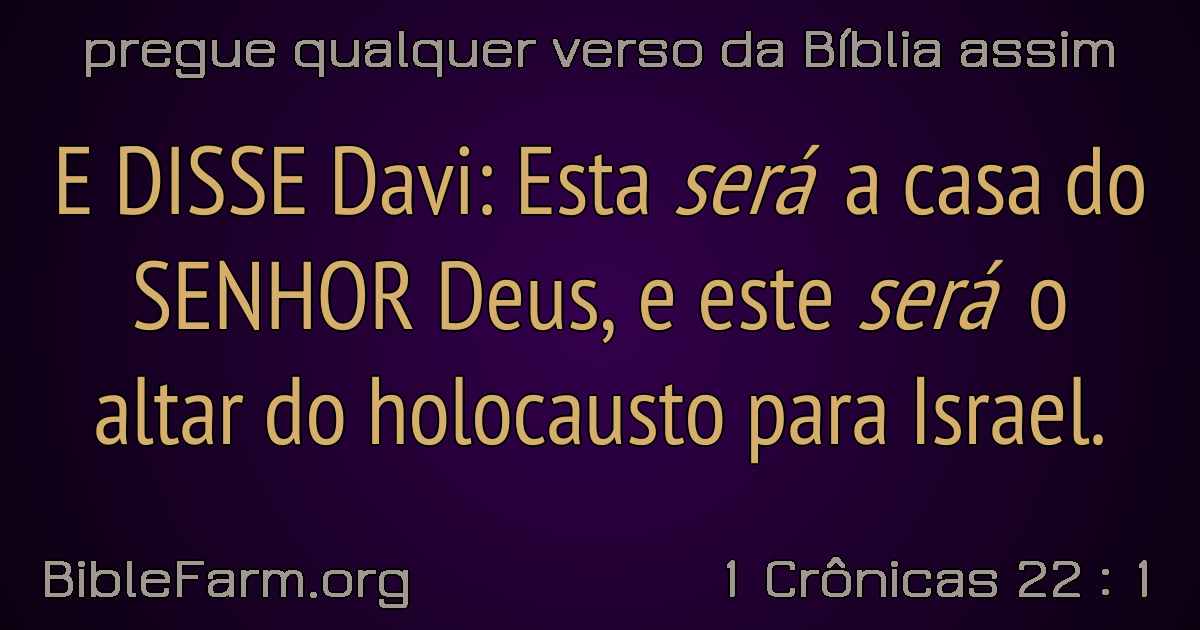 pregue qualquer verso da Bíblia assim
E DISSE Davi: Esta será a casa do
SENHOR Deus, e este será o
altar do holocausto para Israel.
BibleFarm.org
1 Crônicas 22 : 1